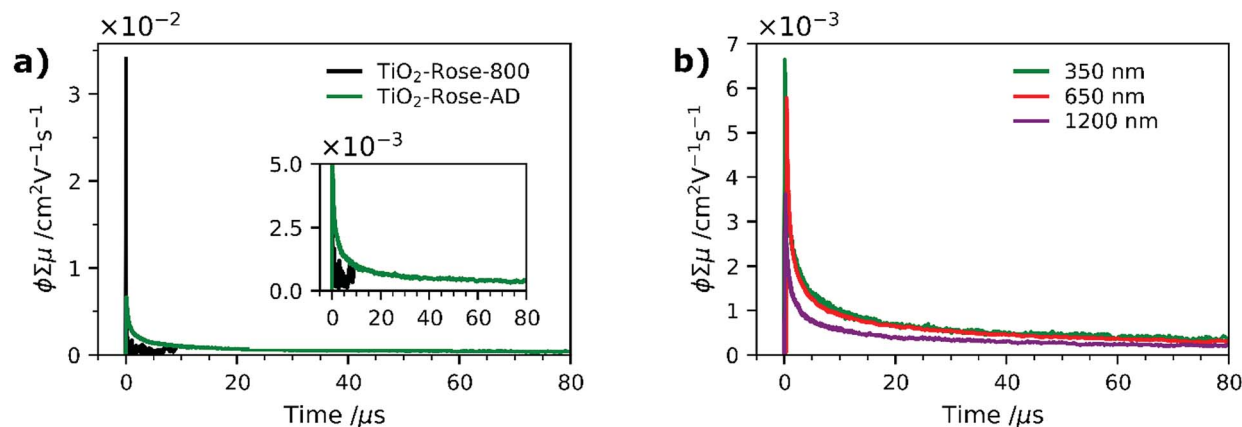 a)
×10⁻²
ϕΣμ /cm²V⁻¹s⁻¹
3
2
1
0
TiO₂-Rose-800
TiO₂-Rose-AD
×10⁻³
5.0
2.5
0.0
0 20 40 60 80
0 20 40 60 80
Time /μs
b)
×10⁻³
ϕΣμ /cm²V⁻¹s⁻¹
7
6
5
4
3
2
1
0
350 nm
650 nm
1200 nm
0 20 40 60 80
Time /μs